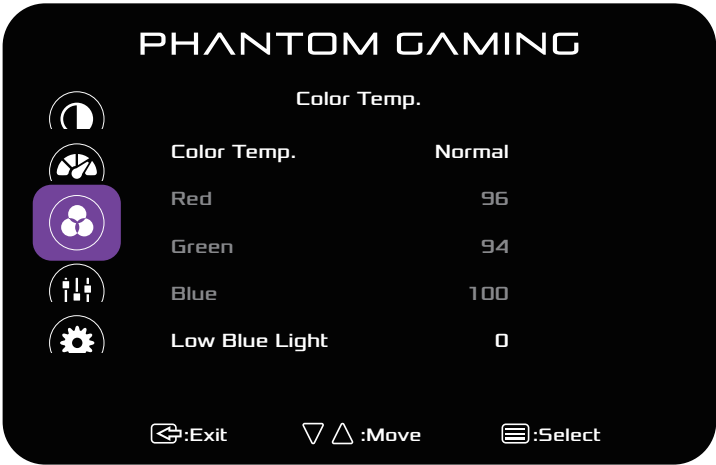 PHANTOM GAMING
Color Temp.
Color Temp. Normal
Red 96
Green 94
Blue 100
Low Blue Light 0
:Exit :Move :Select